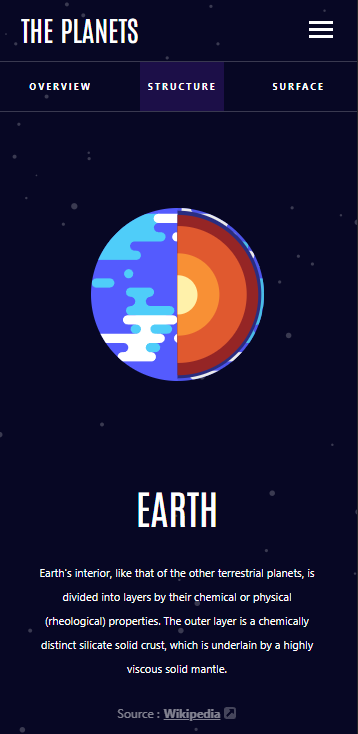 THE PLANETS
OVERVIEW STRUCTURE SURFACE
EARTH
Earth's interior, like that of the other terrestrial planets, is
divided into layers by their chemical or physical
(rheological) properties. The outer layer is a chemically
distinct silicate solid crust, which is underlain by a highly
viscous solid mantle.
Source : Wikipedia